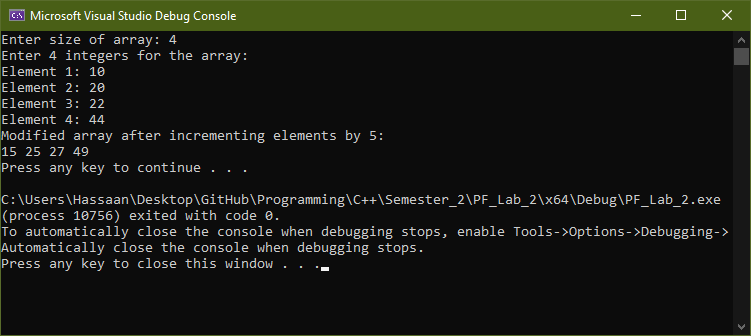 Microsoft Visual Studio Debug Console
Enter size of array: 4
Enter 4 integers for the array:
Element 1: 10
Element 2: 20
Element 3: 22
Element 4: 44
Modified array after incrementing elements by 5:
15 25 27 49
Press any key to continue . . .
C:\Users\Hassaan\Desktop\GitHub\Programming\C++\Semester_2\PF_Lab_2\x64\Debug\PF_Lab_2.exe
(process 10756) exited with code 0.
To automatically close the console when debugging stops, enable Tools->Options->Debugging->
Automatically close the console when debugging stops.
Press any key to close this window . . .